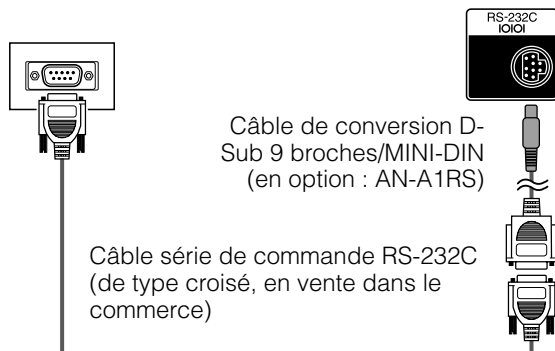 RS-232C
IOIOI
Câble de conversion D-
Sub 9 broches/MINI-DIN
(en option : AN-A1RS)
Câble série de commande RS-232C
(de type croisé, en vente dans le
commerce)